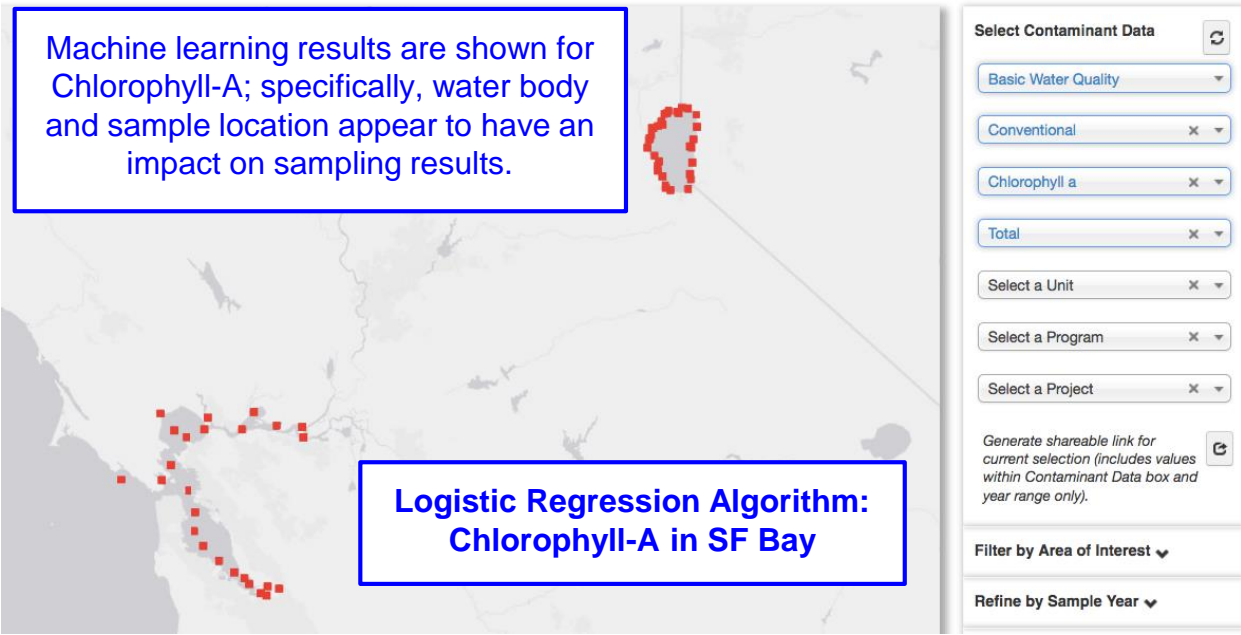 Machine learning results are shown for
Chlorophyll-A; specifically, water body
and sample location appear to have an
impact on sampling results.
Logistic Regression Algorithm:
Chlorophyll-A in SF Bay
Select Contaminant Data
Basic Water Quality
Conventional
Chlorophyll a
Total
Select a Unit
Select a Program
Select a Project
Generate shareable link for
current selection (includes values
within Contaminant Data box and
year range only).
Filter by Area of Interest
Refine by Sample Year